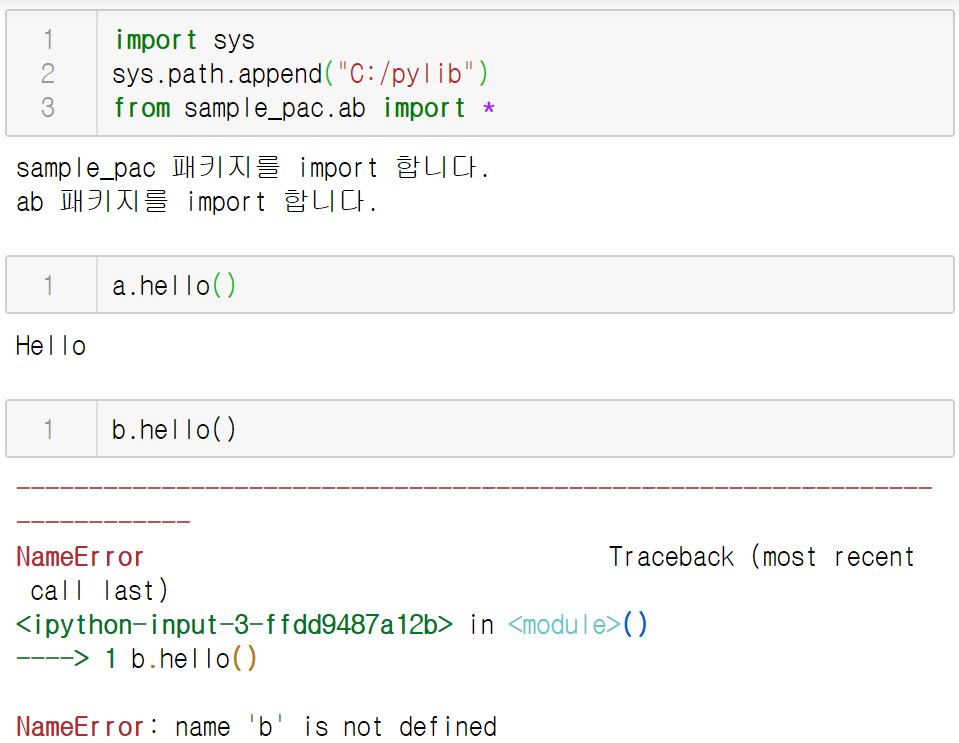 1 import sys
2 sys.path.append("C:/pylib")
3 from sample_pac.ab import *
sample_pac 패키지를 import 합니다.
ab 패키지를 import 합니다.
1 a.hello()
Hello
1 b.hello()
----------------------------------------------------------------
------------
NameError                                 Traceback (most recent
 call last)
<ipython-input-3-ffdd9487a12b> in <module>()
----> 1 b.hello()
NameError: name 'b' is not defined